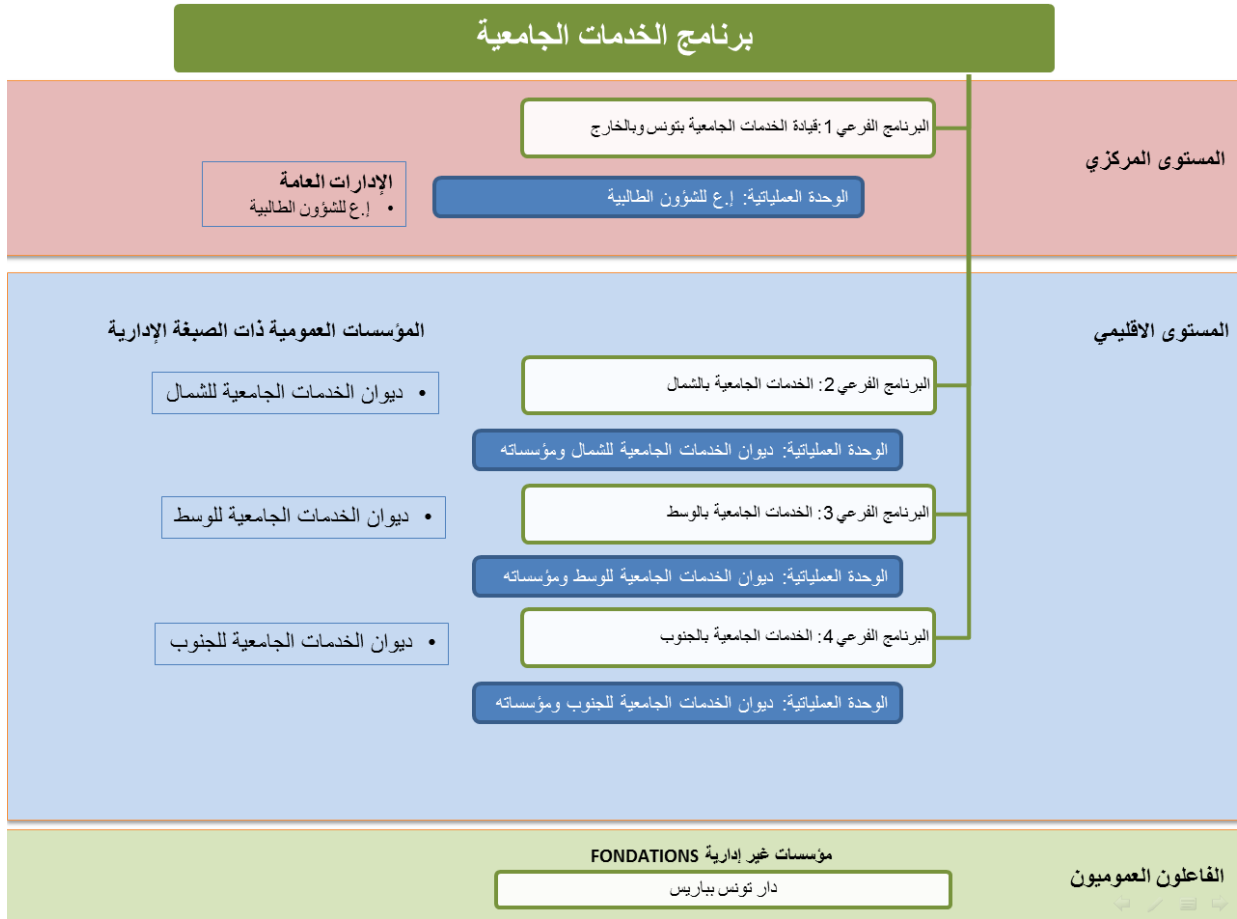 برنامج الخدمات الجامعية
المستوى المركزي
البرنامج الفرعي 1:قيادة الخدمات الجامعية بتونس وبالخارج
الوحدة العملياتية: إ.ع للشؤون الطالبية
الإدارات العامة
• إ.ع للشؤون الطالبية
المستوى الاقليمي
المؤسسات العمومية ذات الصبغة الإدارية
البرنامج الفرعي 2: الخدمات الجامعية بالشمال
• ديوان الخدمات الجامعية للشمال
الوحدة العملياتية: ديوان الخدمات الجامعية للشمال ومؤسساته
البرنامج الفرعي 3: الخدمات الجامعية بالوسط
• ديوان الخدمات الجامعية للوسط
الوحدة العملياتية: ديوان الخدمات الجامعية للوسط ومؤسساته
البرنامج الفرعي 4: الخدمات الجامعية بالجنوب
• ديوان الخدمات الجامعية للجنوب
الوحدة العملياتية: ديوان الخدمات الجامعية للجنوب ومؤسساته
الفاعلون العموميون
مؤسسات غير إدارية FONDATIONS
دار تونس بباريس